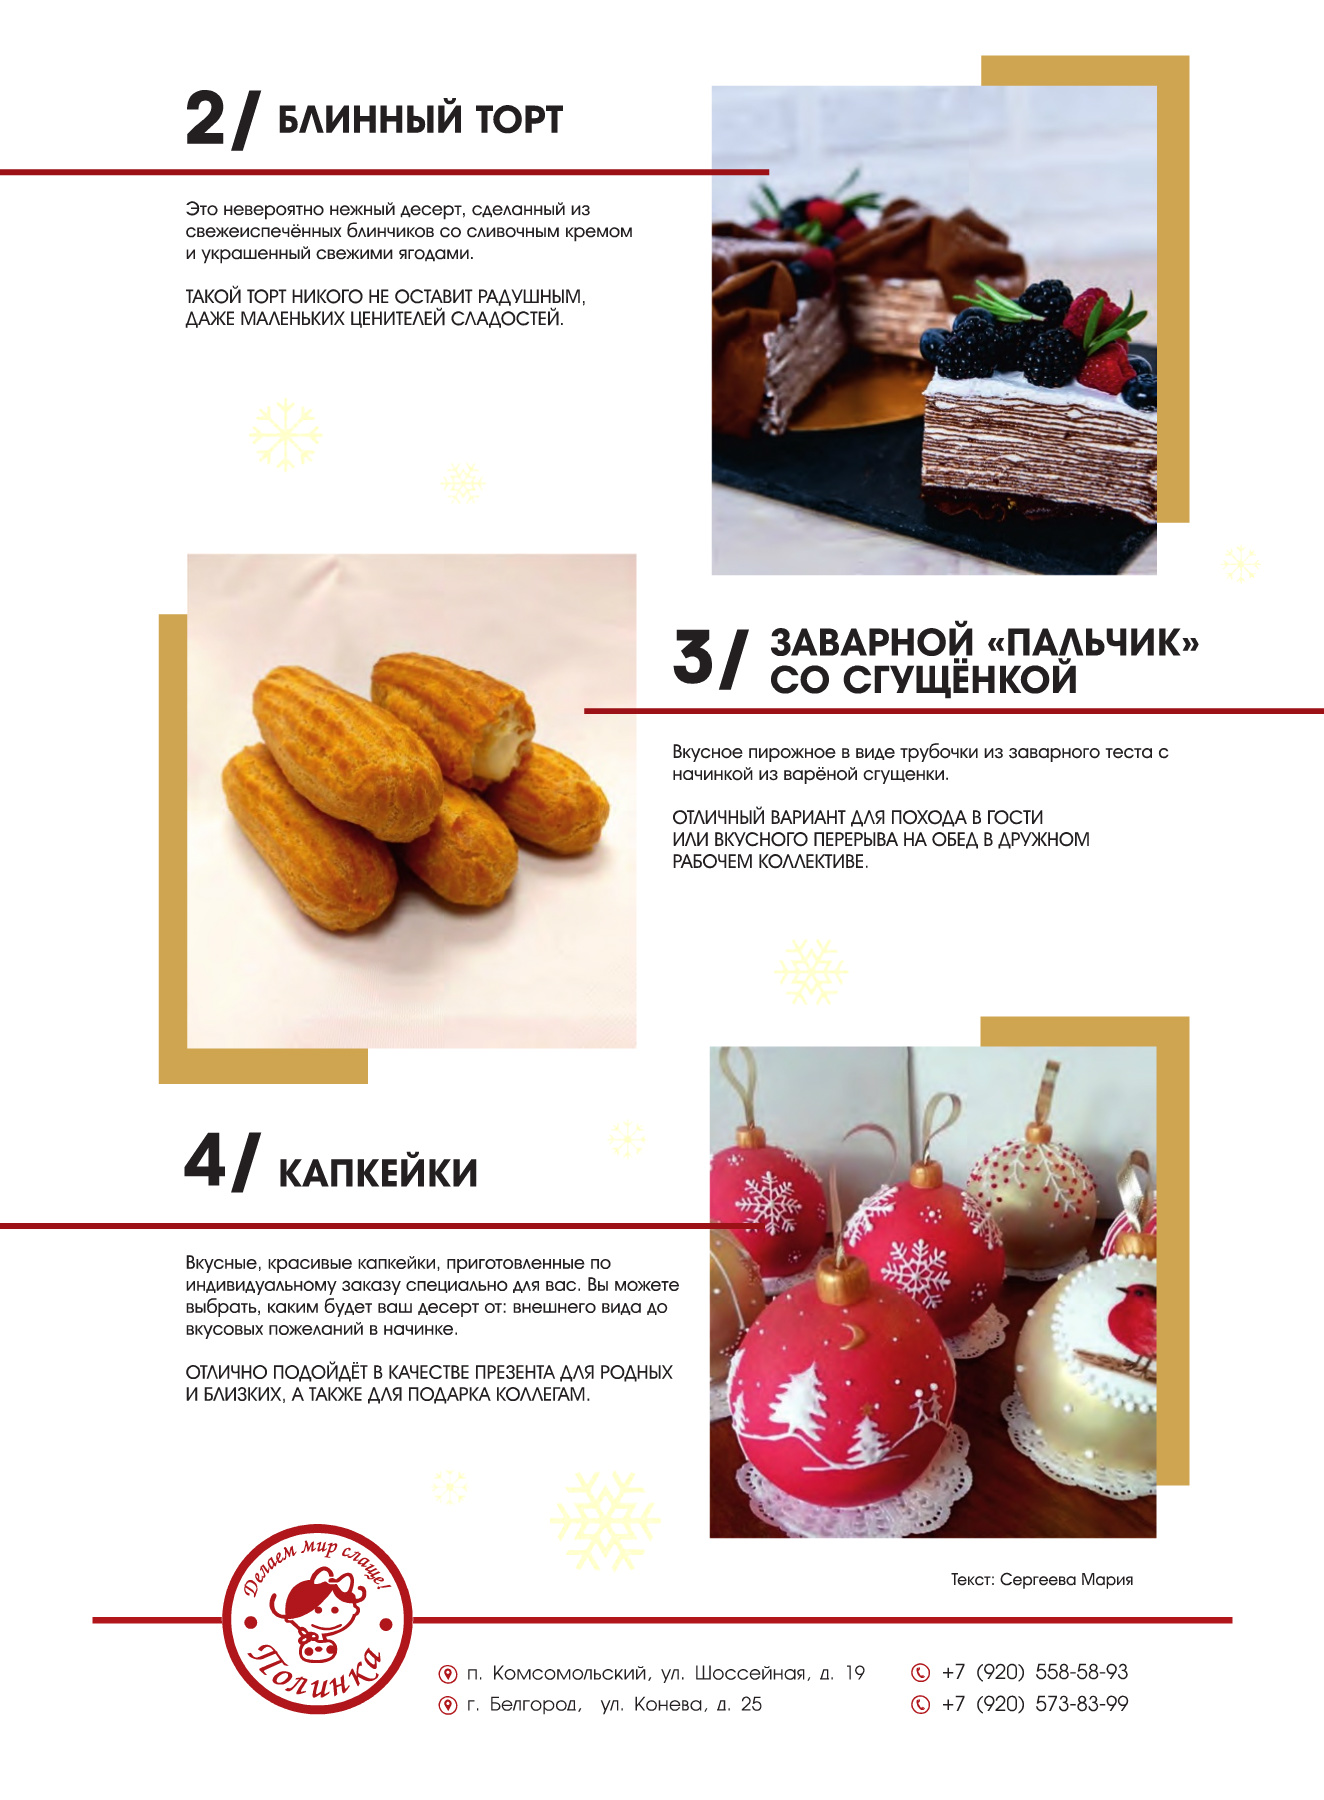 2/ БЛИННЫЙ ТОРТ
Это невероятно нежный десерт, сделанный из
свежеиспечённых блинчиков со сливочным кремом
и украшенный свежими ягодами.
ТАКОЙ ТОРТ НИКОГО НЕ ОСТАВИТ РАДУШНЫМ,
ДАЖЕ МАЛЕНЬКИХ ЦЕНИТЕЛЕЙ СЛАДОСТЕЙ.
3/ ЗАВАРНОЙ «ПАЛЬЧИК»
СО СГУЩЁНКОЙ
Вкусное пирожное в виде трубочки из заварного теста с
начинкой из варёной сгущенки.
ОТЛИЧНЫЙ ВАРИАНТ ДЛЯ ПОХОДА В ГОСТИ
ИЛИ ВКУСНОГО ПЕРЕРЫВА НА ОБЕД В ДРУЖНОМ
РАБОЧЕМ КОЛЛЕКТИВЕ.
4/ КАПКЕЙКИ
Вкусные, красивые капкейки, приготовленные по
индивидуальному заказу специально для вас. Вы можете
выбрать, каким будет ваш десерт от: внешнего вида до
вкусовых пожеланий в начинке.
ОТЛИЧНО ПОДОЙДЁТ В КАЧЕСТВЕ ПРЕЗЕНТА ДЛЯ РОДНЫХ
И БЛИЗКИХ, А ТАКЖЕ ДЛЯ ПОДАРКА КОЛЛЕГАМ.
Текст: Сергеева Мария
Делаем мир слаще!
Полинка
п. Комсомольский, ул. Шоссейная, д. 19
г. Белгород, ул. Конева, д. 25
+7 (920) 558-58-93
+7 (920) 573-83-99